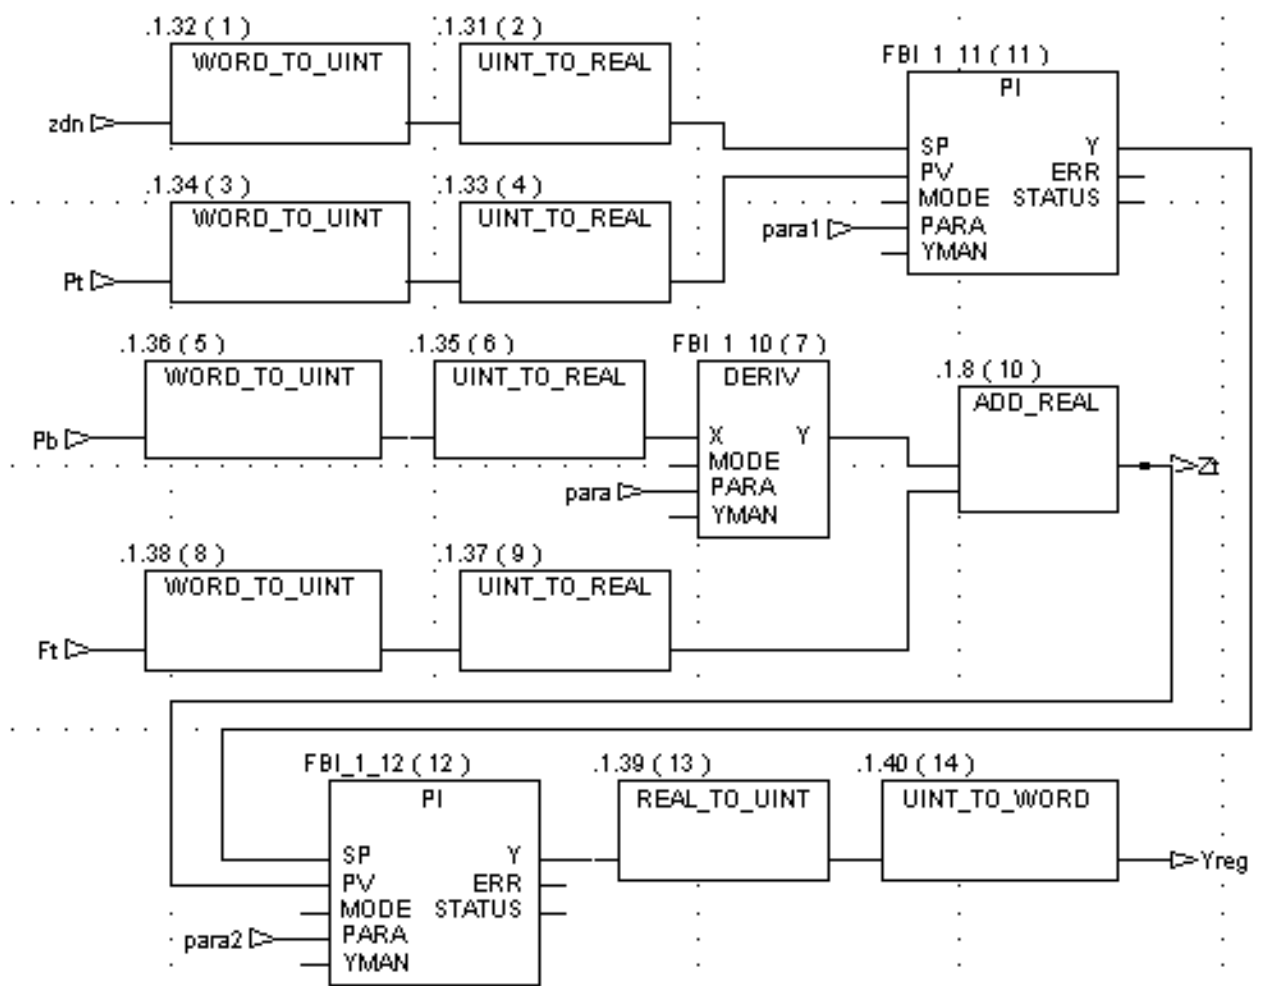 .1.32 ( 1 )
WORD_TO_UINT
.1.31 ( 2 )
UINT_TO_REAL
FBI_1_11 ( 11 )
PI
zdn
SP Y
PV ERR
MODE STATUS
PARA
YMAN
.1.34 ( 3 )
WORD_TO_UINT
.1.33 ( 4 )
UINT_TO_REAL
para1
Pt
.1.36 ( 5 )
WORD_TO_UINT
.1.35 ( 6 )
UINT_TO_REAL
FBI_1_10 ( 7 )
DERIV
.1.8 ( 10 )
ADD_REAL
Pb
X Y
MODE
PARA
YMAN
para
Zt
.1.38 ( 8 )
WORD_TO_UINT
.1.37 ( 9 )
UINT_TO_REAL
Ft
FBI_1_12 ( 12 )
PI
.1.39 ( 13 )
REAL_TO_UINT
.1.40 ( 14 )
UINT_TO_WORD
SP Y
PV ERR
MODE STATUS
PARA
YMAN
para2
Yreg